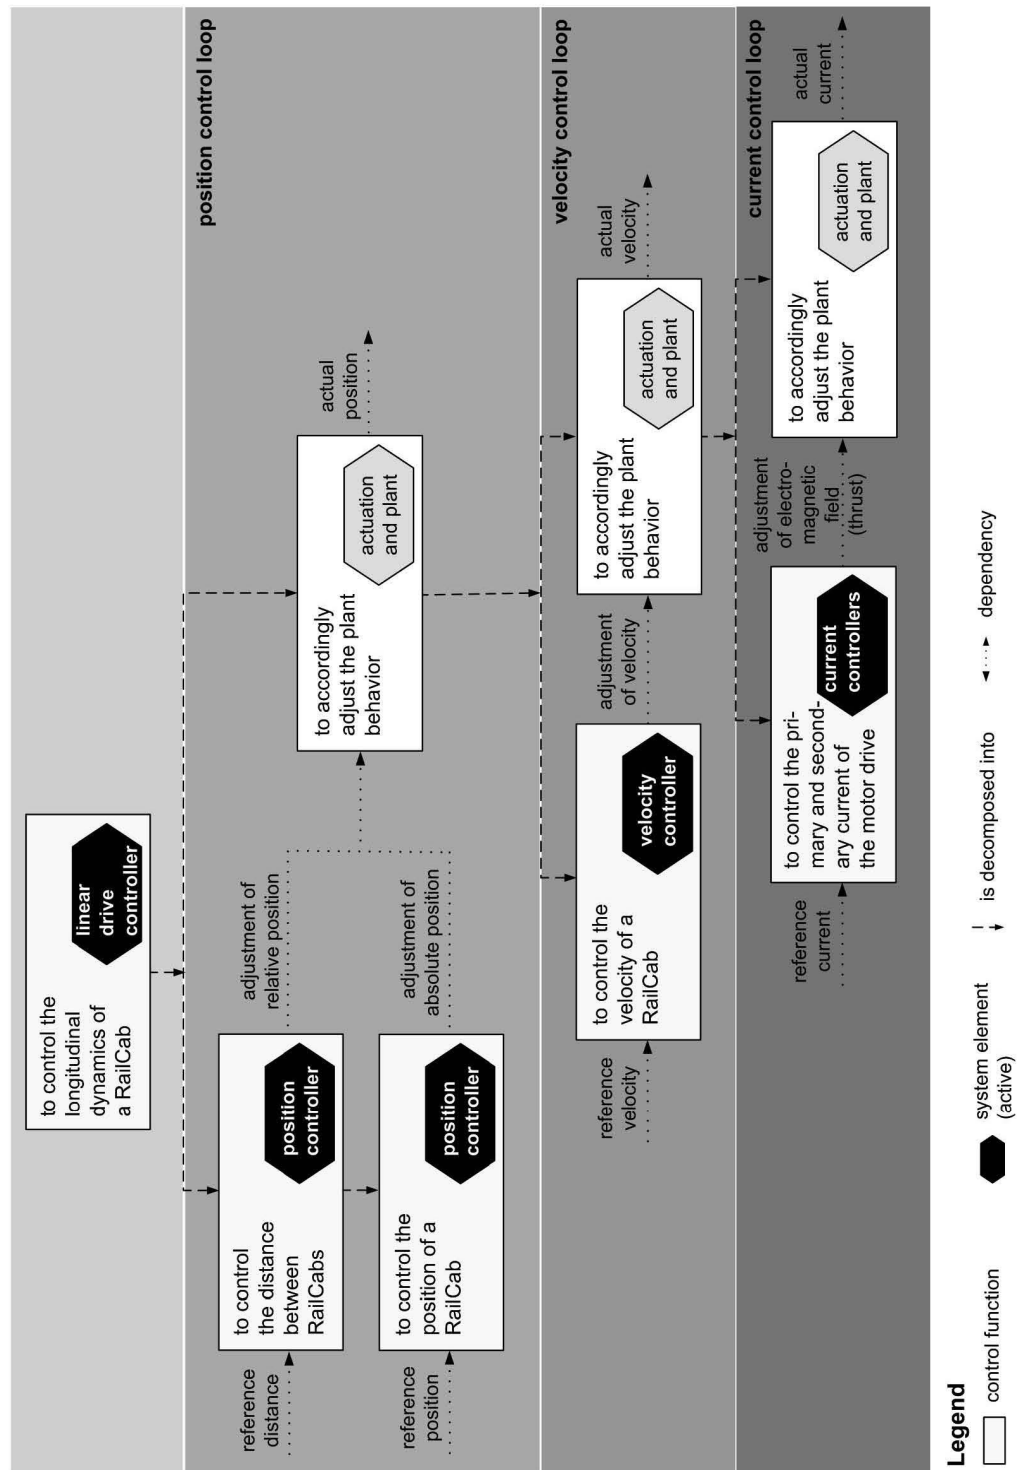 to control the
longitudinal
dynamics of
a RailCab
linear
drive
controller
position control loop
reference
distance
to control
the distance
between
RailCabs
position
controller
adjustment of
relative position
reference
position
to control the
position of a
RailCab
position
controller
adjustment of
absolute position
to accordingly
adjust the plant
behavior
actuation
and plant
actual
position
velocity control loop
reference
velocity
to control the
velocity of a
RailCab
velocity
controller
adjustment
of velocity
to accordingly
adjust the plant
behavior
actuation
and plant
actual
velocity
current control loop
reference
current
to control the pri-
mary and second-
ary current of
the motor drive
current
controllers
adjustment
of electro-
magnetic
field
(thrust)
to accordingly
adjust the plant
behavior
actuation
and plant
actual
current
Legend
control function
system element
(active)
is decomposed into
dependency